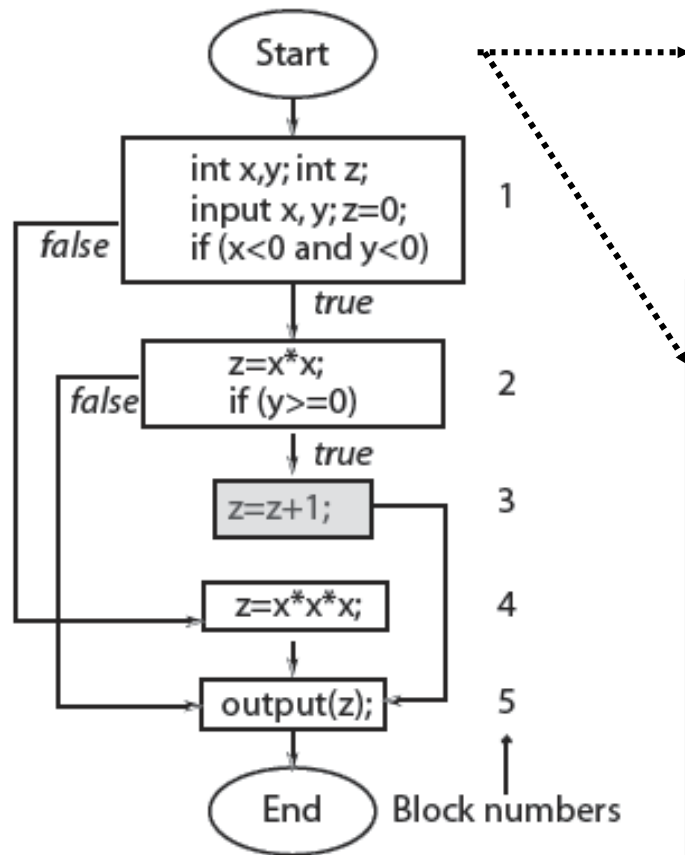 Start
int x,y; int z;
input x, y; z=0;
if (x<0 and y<0)
1
false
true
z=x*x;
if (y>=0)
2
false
true
z=z+1;
3
z=x*x*x;
4
output(z);
5
End
Block numbers